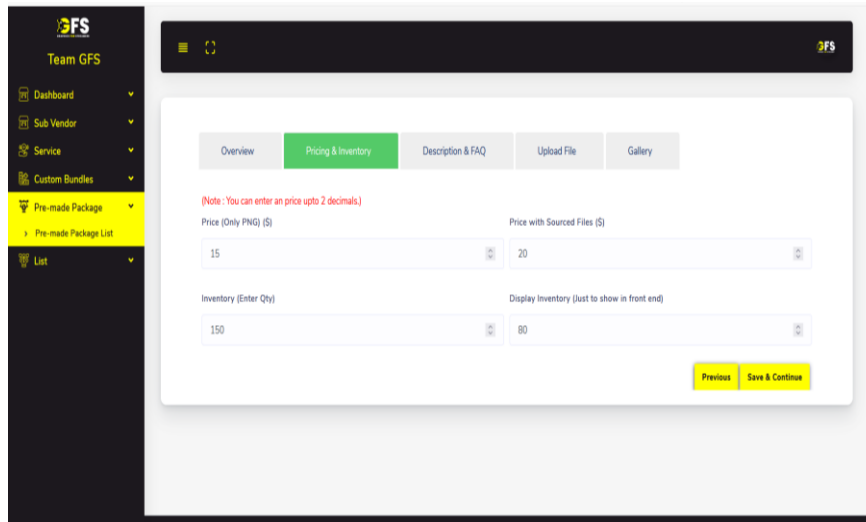 GFS
Team GFS
Dashboard
Sub Vendor
Service
Custom Bundles
Pre-made Package
Pre-made Package List
List
GFS
Overview
Pricing & Inventory
Description & FAQ
Upload File
Gallery
(Note : You can enter an price upto 2 decimals.)
Price (Only PNG) ($)
Price with Sourced Files ($)
15
20
Inventory (Enter Qty)
Display Inventory (Just to show in front end)
150
80
Previous
Save & Continue